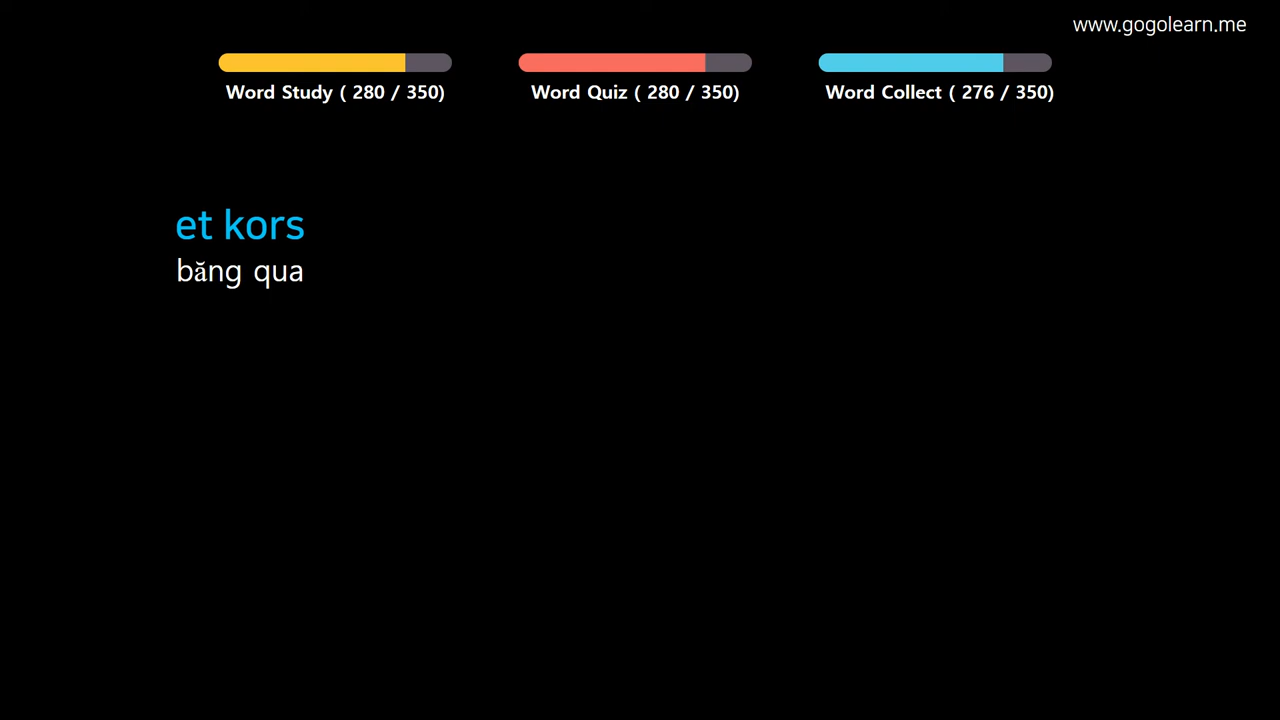 www.gogolearn.me
Word Study ( 280 / 350)
Word Quiz ( 280 / 350)
Word Collect ( 276 / 350)
et kors
băng qua